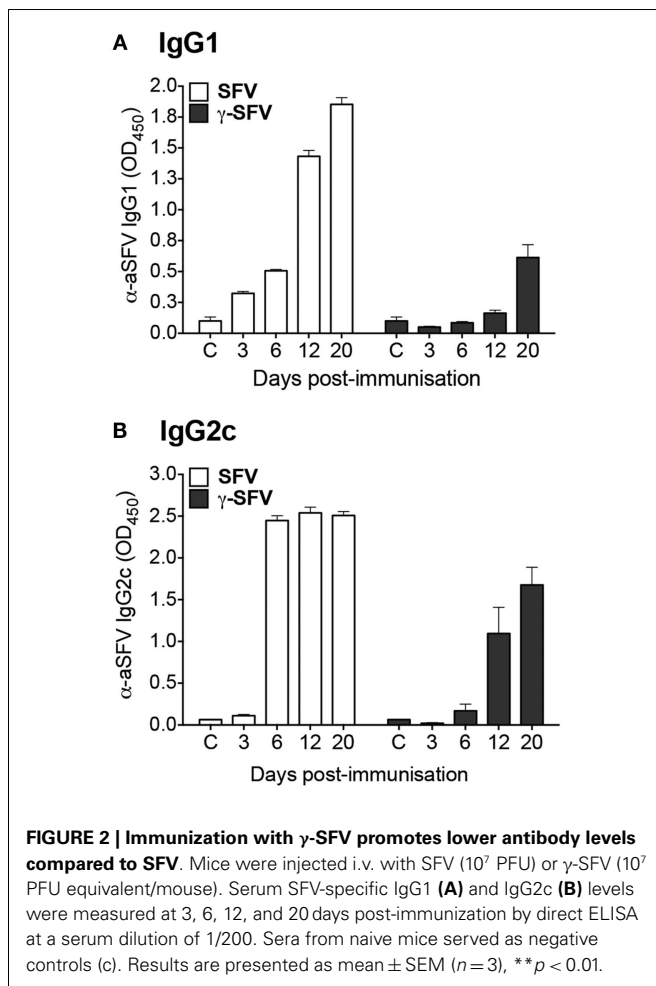 A IgG1
SFV
γ-SFV
α-aSFV IgG1 (OD450)
2.0
1.8
1.5
1.3
1.0
0.8
0.5
0.3
0.0
C 3 6 12 20 C 3 6 12 20
Days post-immunisation
B IgG2c
SFV
γ-SFV
α-aSFV IgG2c (OD450)
3.0
2.5
2.0
1.5
1.0
0.5
0.0
C 3 6 12 20 C 3 6 12 20
Days post-immunisation
FIGURE 2 | Immunization with γ-SFV promotes lower antibody levels
compared to SFV. Mice were injected i.v. with SFV (10⁷ PFU) or γ-SFV (10⁷
PFU equivalent/mouse). Serum SFV-specific IgG1 (A) and IgG2c (B) levels
were measured at 3, 6, 12, and 20 days post-immunization by direct ELISA
at a serum dilution of 1/200. Sera from naive mice served as negative
controls (c). Results are presented as mean ± SEM (n = 3), **p < 0.01.